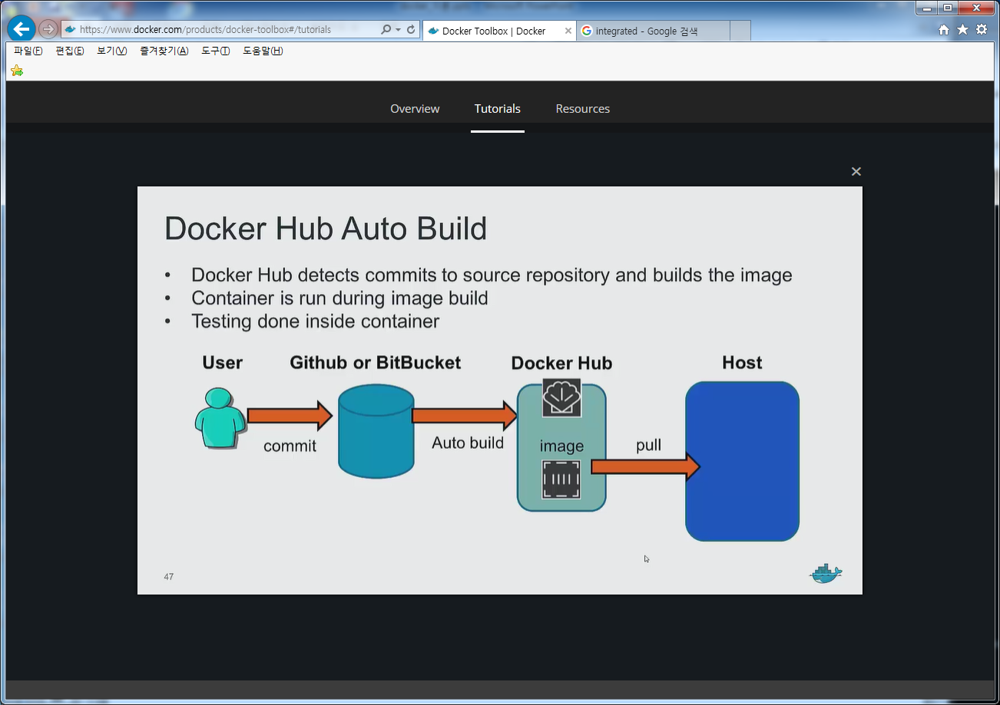 https://www.docker.com/products/docker-toolbox#/tutorials
Docker Toolbox | Docker
integrated - Google 검색
파일(F) 편집(E) 보기(V) 즐겨찾기(A) 도구(T) 도움말(H)
Overview Tutorials Resources
Docker Hub Auto Build
• Docker Hub detects commits to source repository and builds the image
• Container is run during image build
• Testing done inside container
User Github or BitBucket Docker Hub Host
commit Auto build image pull
47